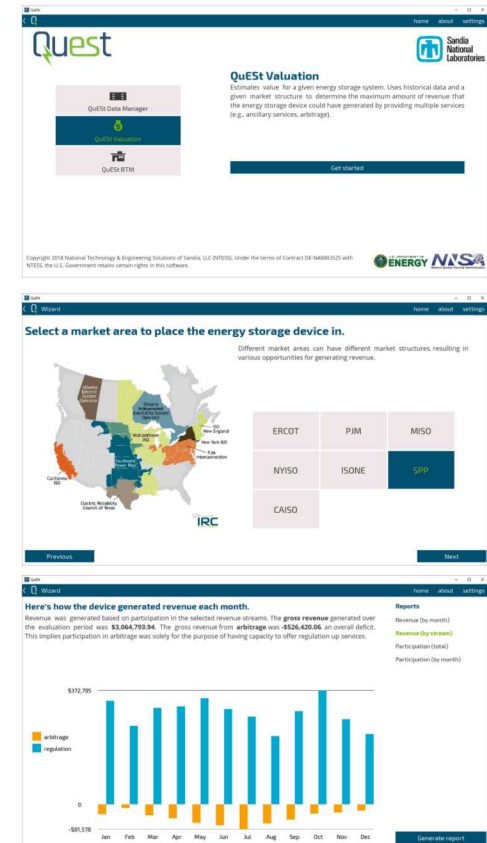 QuESt
home about settings
Quest
Sandia
National
Laboratories
QuESt Data Manager
QuESt Valuation
QuESt BTM
QuESt Valuation
Estimates value for a given energy storage system. Uses historical data and a
given market structure to determine the maximum amount of revenue that
the energy storage device could have generated by providing multiple services
(e.g., ancillary services, arbitrage).
Get started
Copyright 2018 National Technology & Engineering Solutions of Sandia, LLC (NTESS). Under the terms of Contract DE-NA0003525 with
NTESS, the U.S. Government retains certain rights in this software.
U.S. DEPARTMENT OF
ENERGY
NNSA
National Nuclear Security Administration
QuESt
Wizard
home about settings
Select a market area to place the energy storage device in.
Different market areas can have different market structures, resulting in
various opportunities for generating revenue.
Alberta
Electric
System
Operator
Ontario
Independent
Electricity System
Operator
Midcontinent
ISO
ISO
New England
New York ISO
PJM
Interconnection
Southwest
Power Pool
California
ISO
Electric Reliability
Council of Texas
IRC
ERCOT
PJM
MISO
NYISO
ISONE
SPP
CAISO
Previous
Next
QuESt
Wizard
home about settings
Here's how the device generated revenue each month.
Revenue was generated based on participation in the selected revenue streams. The gross revenue generated over
the evaluation period was $3,064,793.94. The gross revenue from arbitrage was -$526,420.06, an overall deficit.
This implies participation in arbitrage was solely for the purpose of having capacity to offer regulation up services.
Reports
Revenue (by month)
Revenue (by stream)
Participation (total)
Participation (by month)
$372,795
arbitrage
regulation
0
-$81,578
Jan Feb Mar Apr May Jun Jul Aug Sep Oct Nov Dec
Generate report